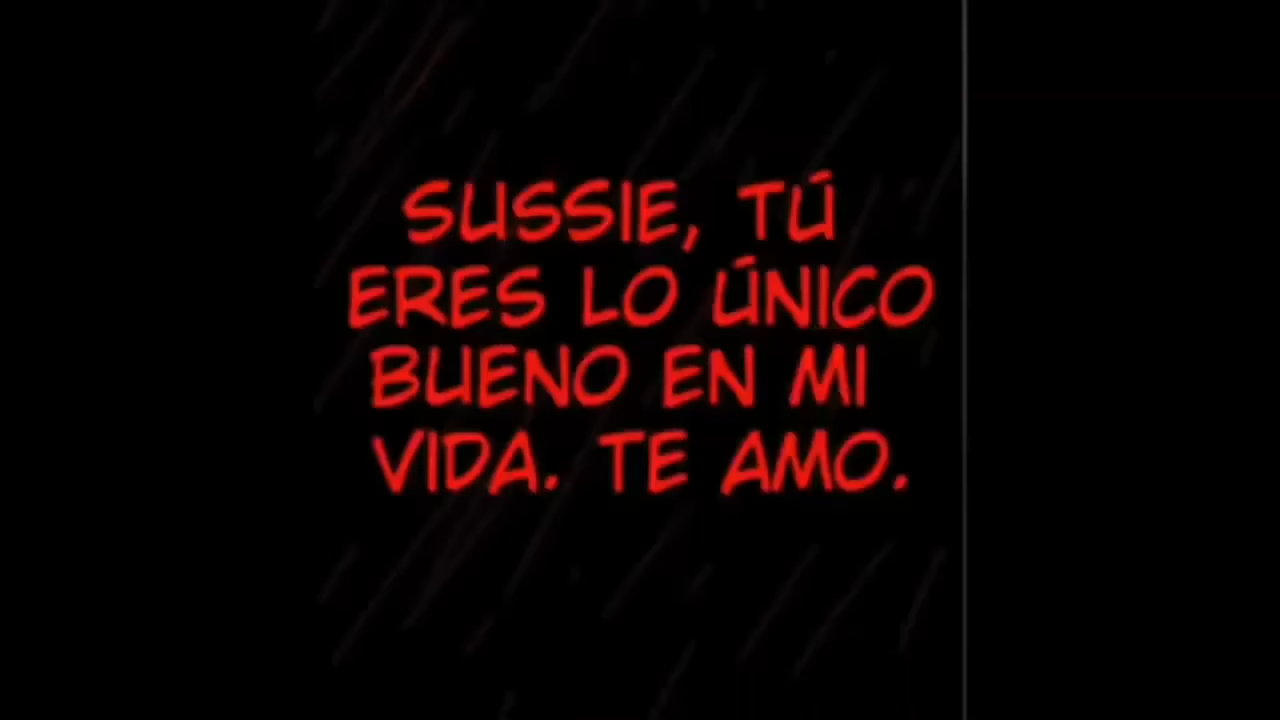 SUSSIE, TÚ
ERES LO ÚNICO
BUENO EN MI
VIDA. TE AMO.